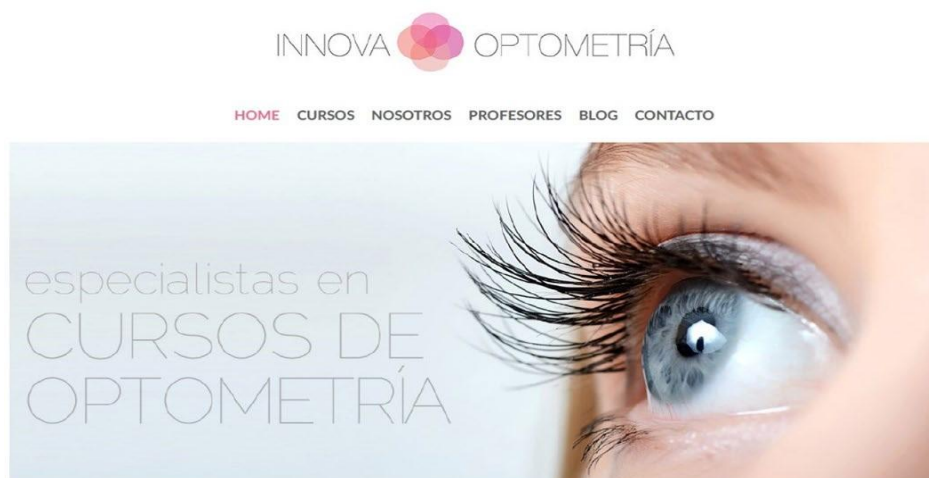 INNOVA OPTOMETRÍA
HOME CURSOS NOSOTROS PROFESORES BLOG CONTACTO
especialistas en
CURSOS DE
OPTOMETRÍA